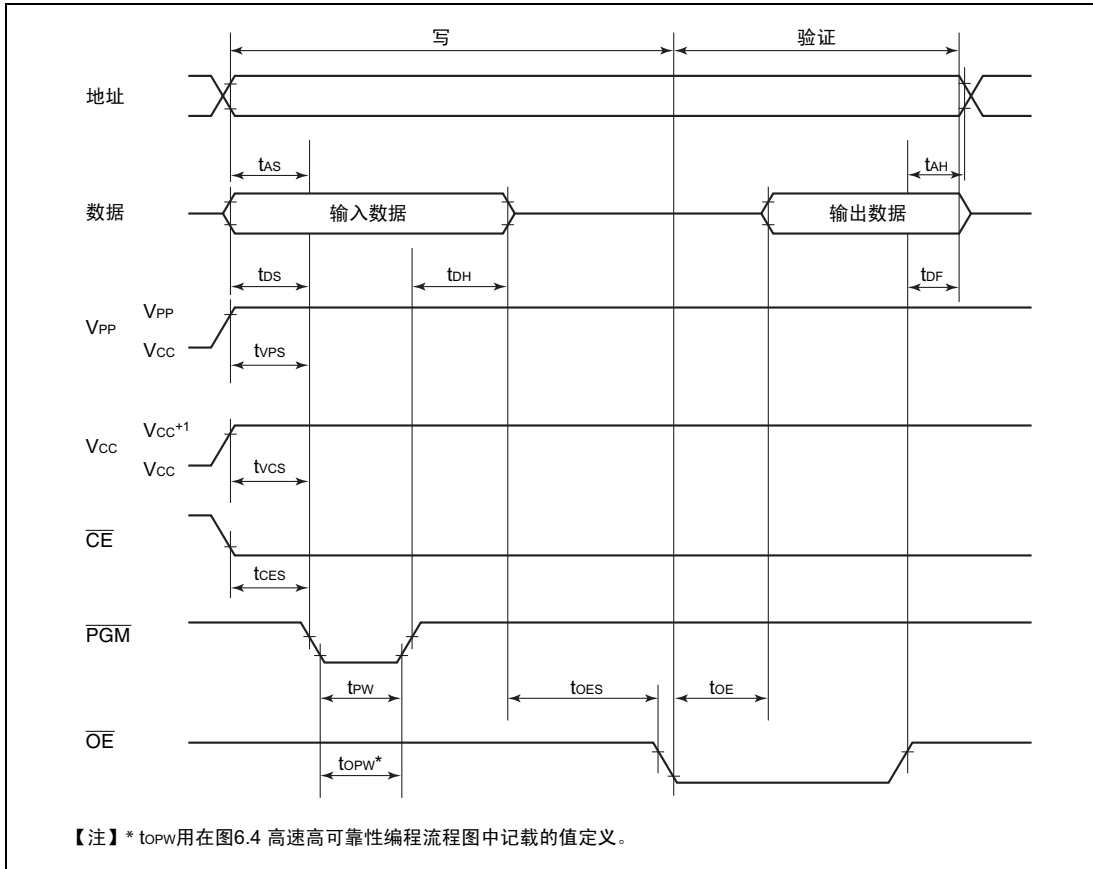 写 验证
地址
tAS tAH
数据 输入数据 输出数据
tDS tDH tDF
VPP VPP
VCC
tVPS
VCC VCC+1
VCC
tVCS
CE
tCES
PGM
tPW tOES tOE
OE
tOPW*
【注】* tOPW用在图6.4 高速高可靠性编程流程图中记载的值定义。